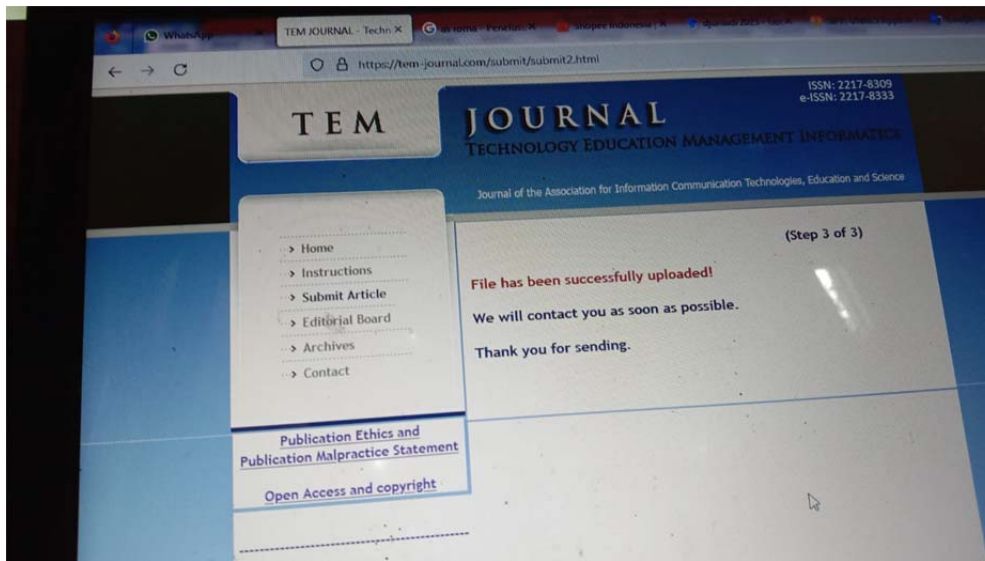 WhatsApp
TEM JOURNAL - Techn
https://tem-journal.com/submit/submit2.html
ISSN: 2217-8309
e-ISSN: 2217-8333
TEM JOURNAL
TECHNOLOGY EDUCATION MANAGEMENT INFORMATICS
Journal of the Association for Information Communication Technologies, Education and Science
(Step 3 of 3)
› Home
› Instructions
› Submit Article
› Editorial Board
› Archives
› Contact
File has been successfully uploaded!
We will contact you as soon as possible.
Thank you for sending.
Publication Ethics and
Publication Malpractice Statement
Open Access and copyright